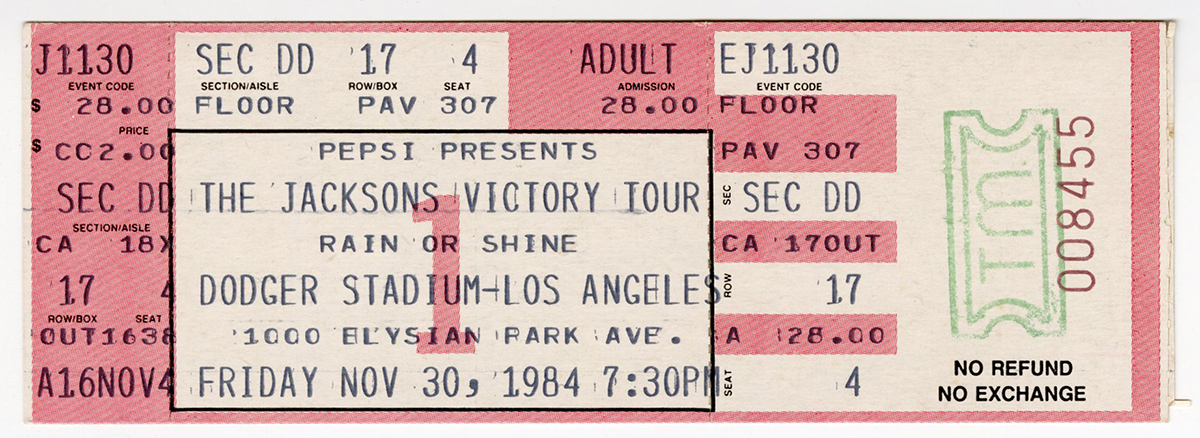 J1130
EVENT CODE
$ 28.00
PRICE
$ CC2.00
SEC DD
SECTION/AISLE
CA 18X
17 4
ROW/BOX SEAT
OUT1638
A16NOV4
SEC DD 17 4
SECTION/AISLE ROW/BOX SEAT
FLOOR PAV 307
ADULT
ADMISSION
28.00
PEPSI PRESENTS
THE JACKSONS VICTORY TOUR
RAIN OR SHINE
DODGER STADIUM-LOS ANGELES
1000 ELYSIAN PARK AVE.
FRIDAY NOV 30, 1984 7:30PM
1
EJ1130
EVENT CODE
FLOOR
PAV 307
SEC SEC DD
CA 17OUT
ROW 17
A 28.00
SEAT 4
TM
008455
NO REFUND
NO EXCHANGE